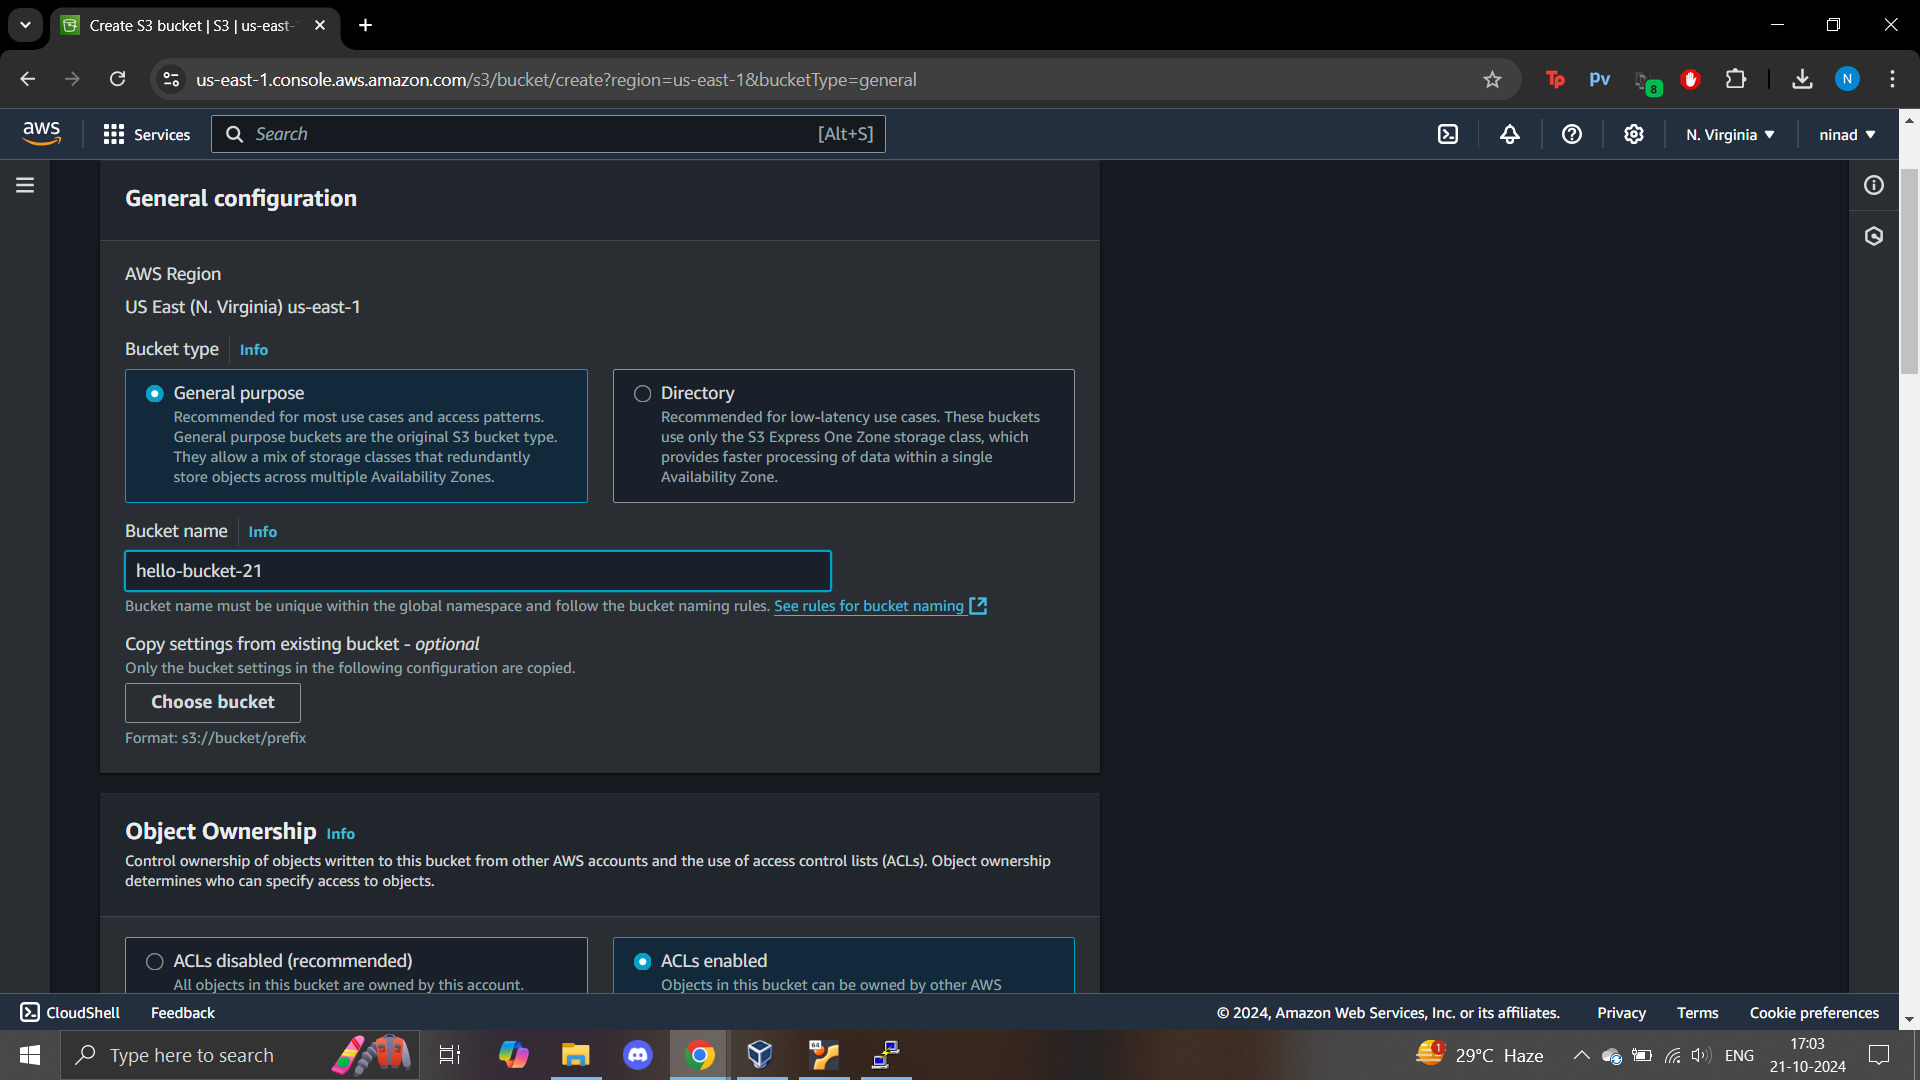 Create S3 bucket | S3 | us-east-
us-east-1.console.aws.amazon.com/s3/bucket/create?region=us-east-1&bucketType=general
Tp
pv
8
N
aws
Services
Search
[Alt+S]
N. Virginia
ninad
General configuration
AWS Region
US East (N. Virginia) us-east-1
Bucket type
Info
General purpose
Recommended for most use cases and access patterns.
General purpose buckets are the original S3 bucket type.
They allow a mix of storage classes that redundantly
store objects across multiple Availability Zones.
Directory
Recommended for low-latency use cases. These buckets
use only the S3 Express One Zone storage class, which
provides faster processing of data within a single
Availability Zone.
Bucket name
Info
hello-bucket-21
Bucket name must be unique within the global namespace and follow the bucket naming rules. See rules for bucket naming
Copy settings from existing bucket - optional
Only the bucket settings in the following configuration are copied.
Choose bucket
Format: s3://bucket/prefix
Object Ownership Info
Control ownership of objects written to this bucket from other AWS accounts and the use of access control lists (ACLs). Object ownership
determines who can specify access to objects.
ACLs disabled (recommended)
All objects in this bucket are owned by this account.
ACLs enabled
Objects in this bucket can be owned by other AWS
CloudShell
Feedback
© 2024, Amazon Web Services, Inc. or its affiliates.
Privacy
Terms
Cookie preferences
Type here to search
64
1
29°C Haze
ENG
17:03
21-10-2024